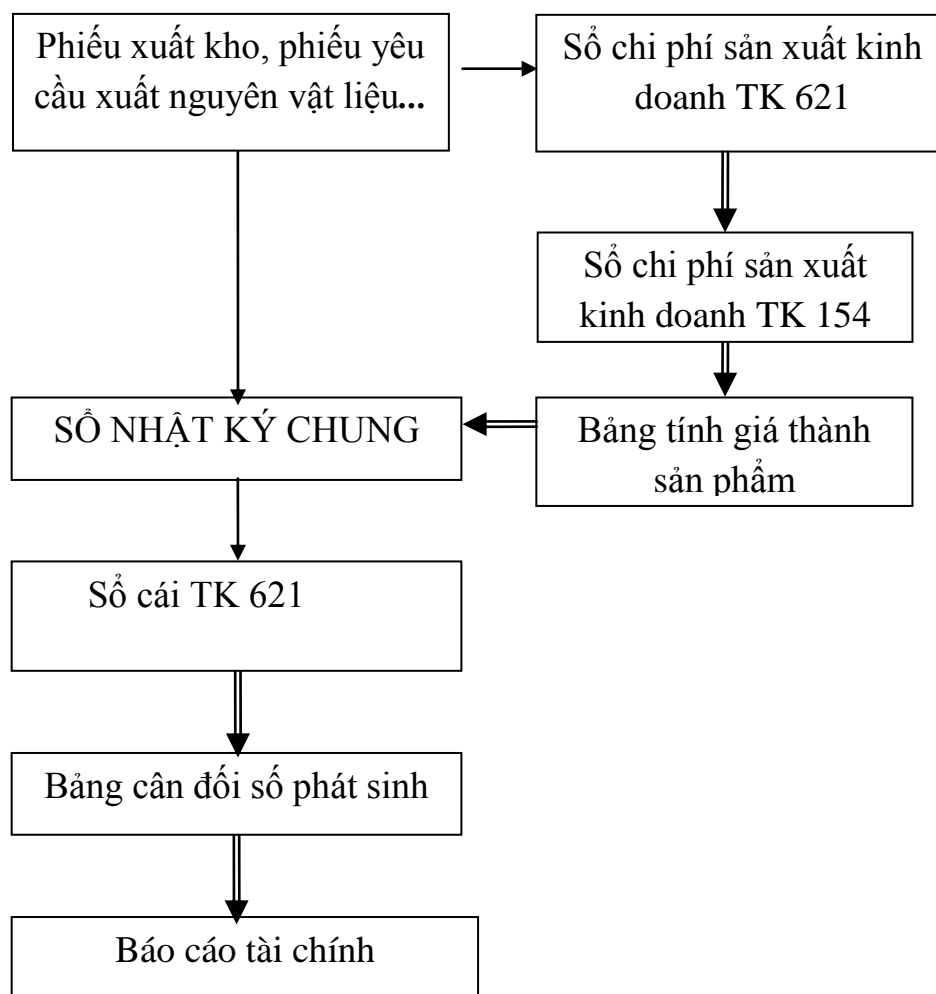 Phiếu xuất kho, phiếu yêu
cầu xuất nguyên vật liệu...
Sổ chi phí sản xuất kinh
doanh TK 621
Sổ chi phí sản xuất
kinh doanh TK 154
SỔ NHẬT KÝ CHUNG
Bảng tính giá thành
sản phẩm
Sổ cái TK 621
Bảng cân đối số phát sinh
Báo cáo tài chính